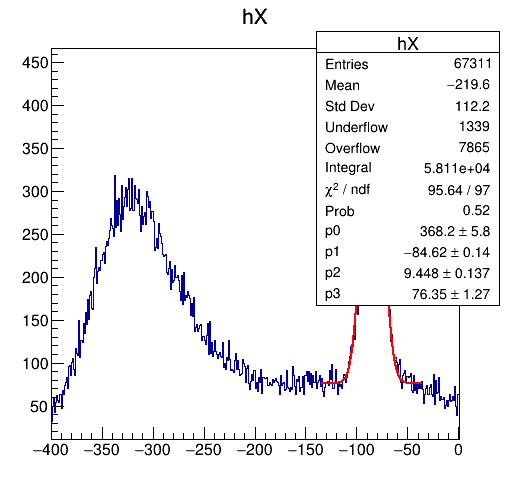 hX
hX
Entries 67311
Mean −219.6
Std Dev 112.2
Underflow 1339
Overflow 7865
Integral 5.811e+04
χ² / ndf 95.64 / 97
Prob 0.52
p0 368.2 ± 5.8
p1 −84.62 ± 0.14
p2 9.448 ± 0.137
p3 76.35 ± 1.27
450
400
350
300
250
200
150
100
50
−400 −350 −300 −250 −200 −150 −100 −50 0